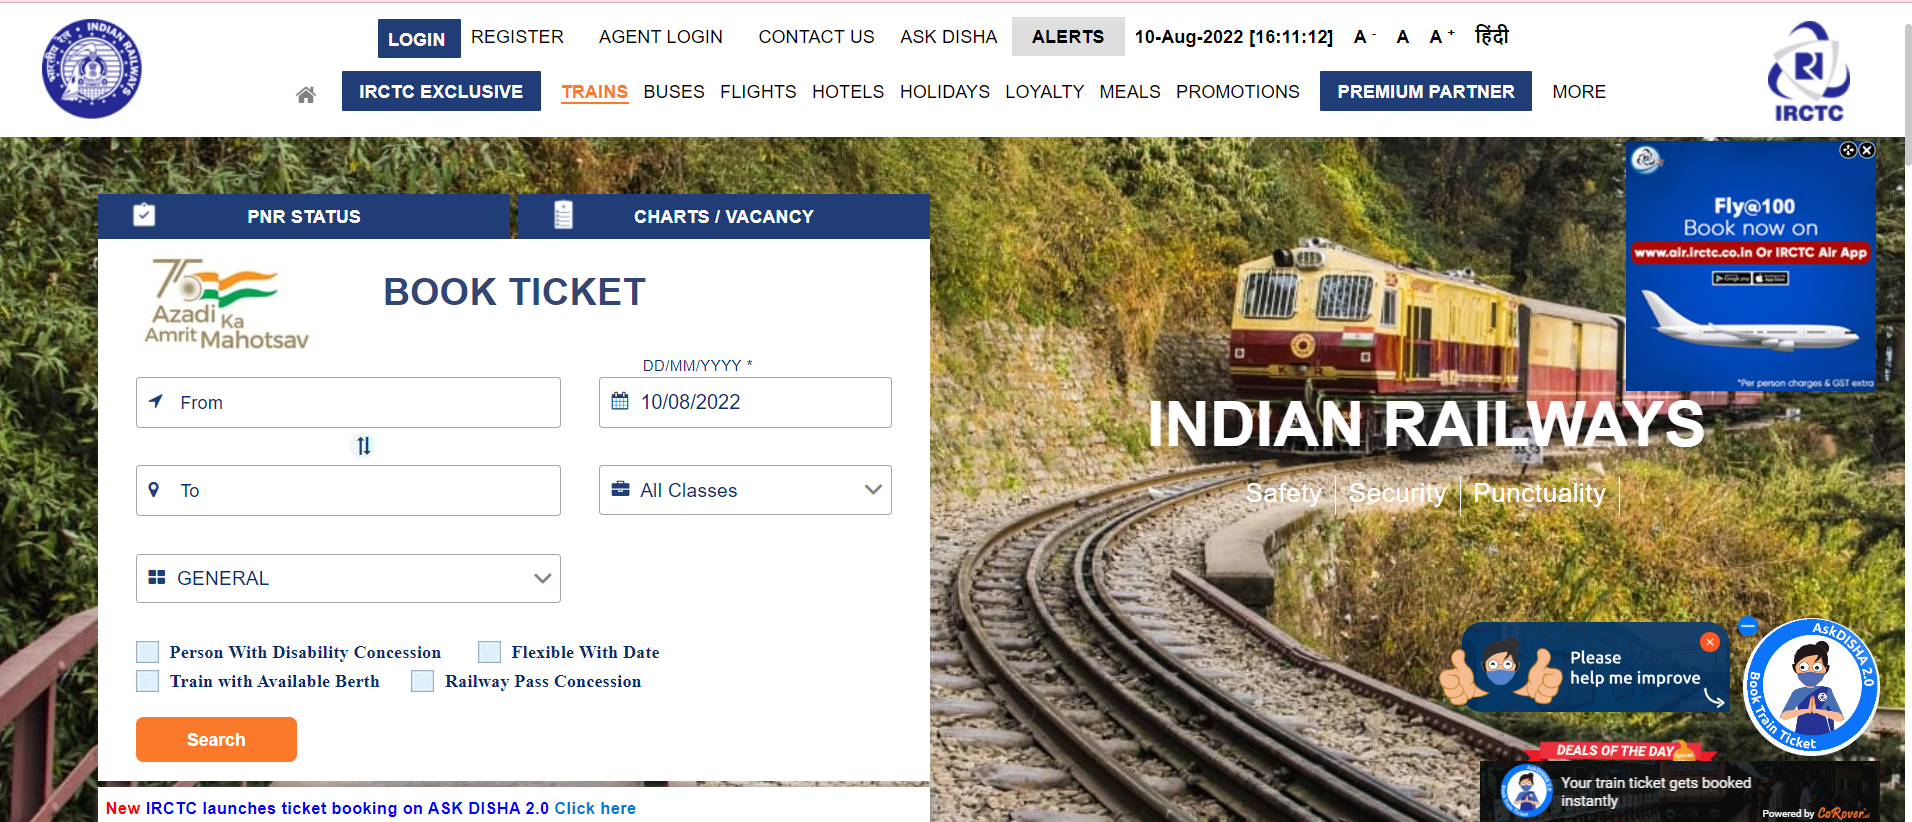 LOGIN REGISTER AGENT LOGIN CONTACT US ASK DISHA ALERTS 10-Aug-2022 [16:11:12] A - A A + हिंदी
IRCTC EXCLUSIVE TRAINS BUSES FLIGHTS HOTELS HOLIDAYS LOYALTY MEALS PROMOTIONS PREMIUM PARTNER MORE
भारतीय रेल INDIAN RAILWAYS
IRCTC
PNR STATUS
CHARTS / VACANCY
75
Azadi Ka
Amrit Mahotsav
BOOK TICKET
DD/MM/YYYY *
From
10/08/2022
To
All Classes
GENERAL
Person With Disability Concession
Flexible With Date
Train with Available Berth
Railway Pass Concession
Search
New IRCTC launches ticket booking on ASK DISHA 2.0 Click here
Fly@100
Book now on
www.air.irctc.co.in Or IRCTC Air App
*Per person charges & GST extra
INDIAN RAILWAYS
Safety Security Punctuality
Please
help me improve
AskDISHA 2.0
Book Train Ticket
DEALS OF THE DAY
Your train ticket gets booked
instantly
Powered by CoRover